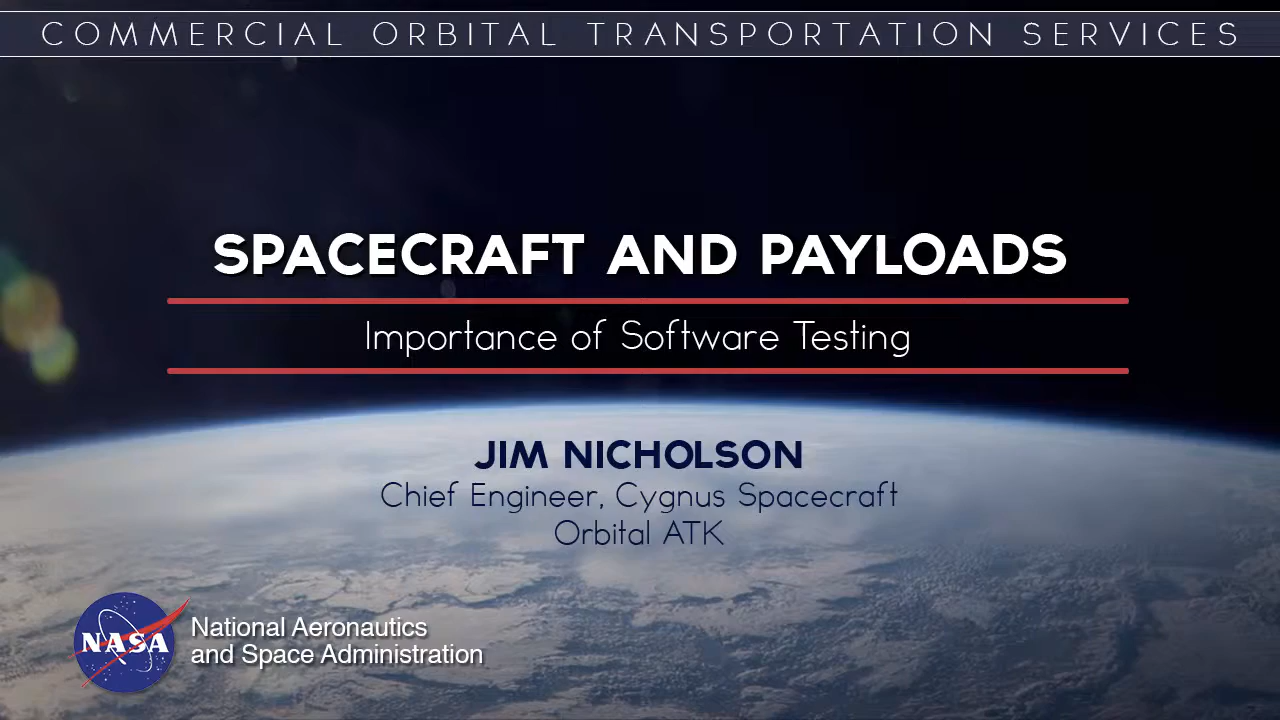 COMMERCIAL ORBITAL TRANSPORTATION SERVICES
SPACECRAFT AND PAYLOADS
Importance of Software Testing
JIM NICHOLSON
Chief Engineer, Cygnus Spacecraft
Orbital ATK
NASA
National Aeronautics
and Space Administration